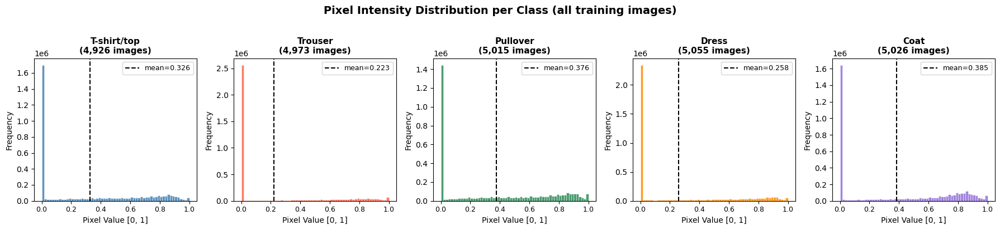 Pixel Intensity Distribution per Class (all training images)
T-shirt/top
(4,926 images)
1e6
mean=0.326
1.6
1.4
1.2
1.0
0.8
0.6
0.4
0.2
0.0
Frequency
0.0 0.2 0.4 0.6 0.8 1.0
Pixel Value [0, 1]
Trouser
(4,973 images)
1e6
mean=0.223
2.5
2.0
1.5
1.0
0.5
0.0
Frequency
0.0 0.2 0.4 0.6 0.8 1.0
Pixel Value [0, 1]
Pullover
(5,015 images)
1e6
mean=0.376
1.4
1.2
1.0
0.8
0.6
0.4
0.2
0.0
Frequency
0.0 0.2 0.4 0.6 0.8 1.0
Pixel Value [0, 1]
Dress
(5,055 images)
1e6
mean=0.258
2.0
1.5
1.0
0.5
0.0
Frequency
0.0 0.2 0.4 0.6 0.8 1.0
Pixel Value [0, 1]
Coat
(5,026 images)
1e6
mean=0.385
1.6
1.4
1.2
1.0
0.8
0.6
0.4
0.2
0.0
Frequency
0.0 0.2 0.4 0.6 0.8 1.0
Pixel Value [0, 1]